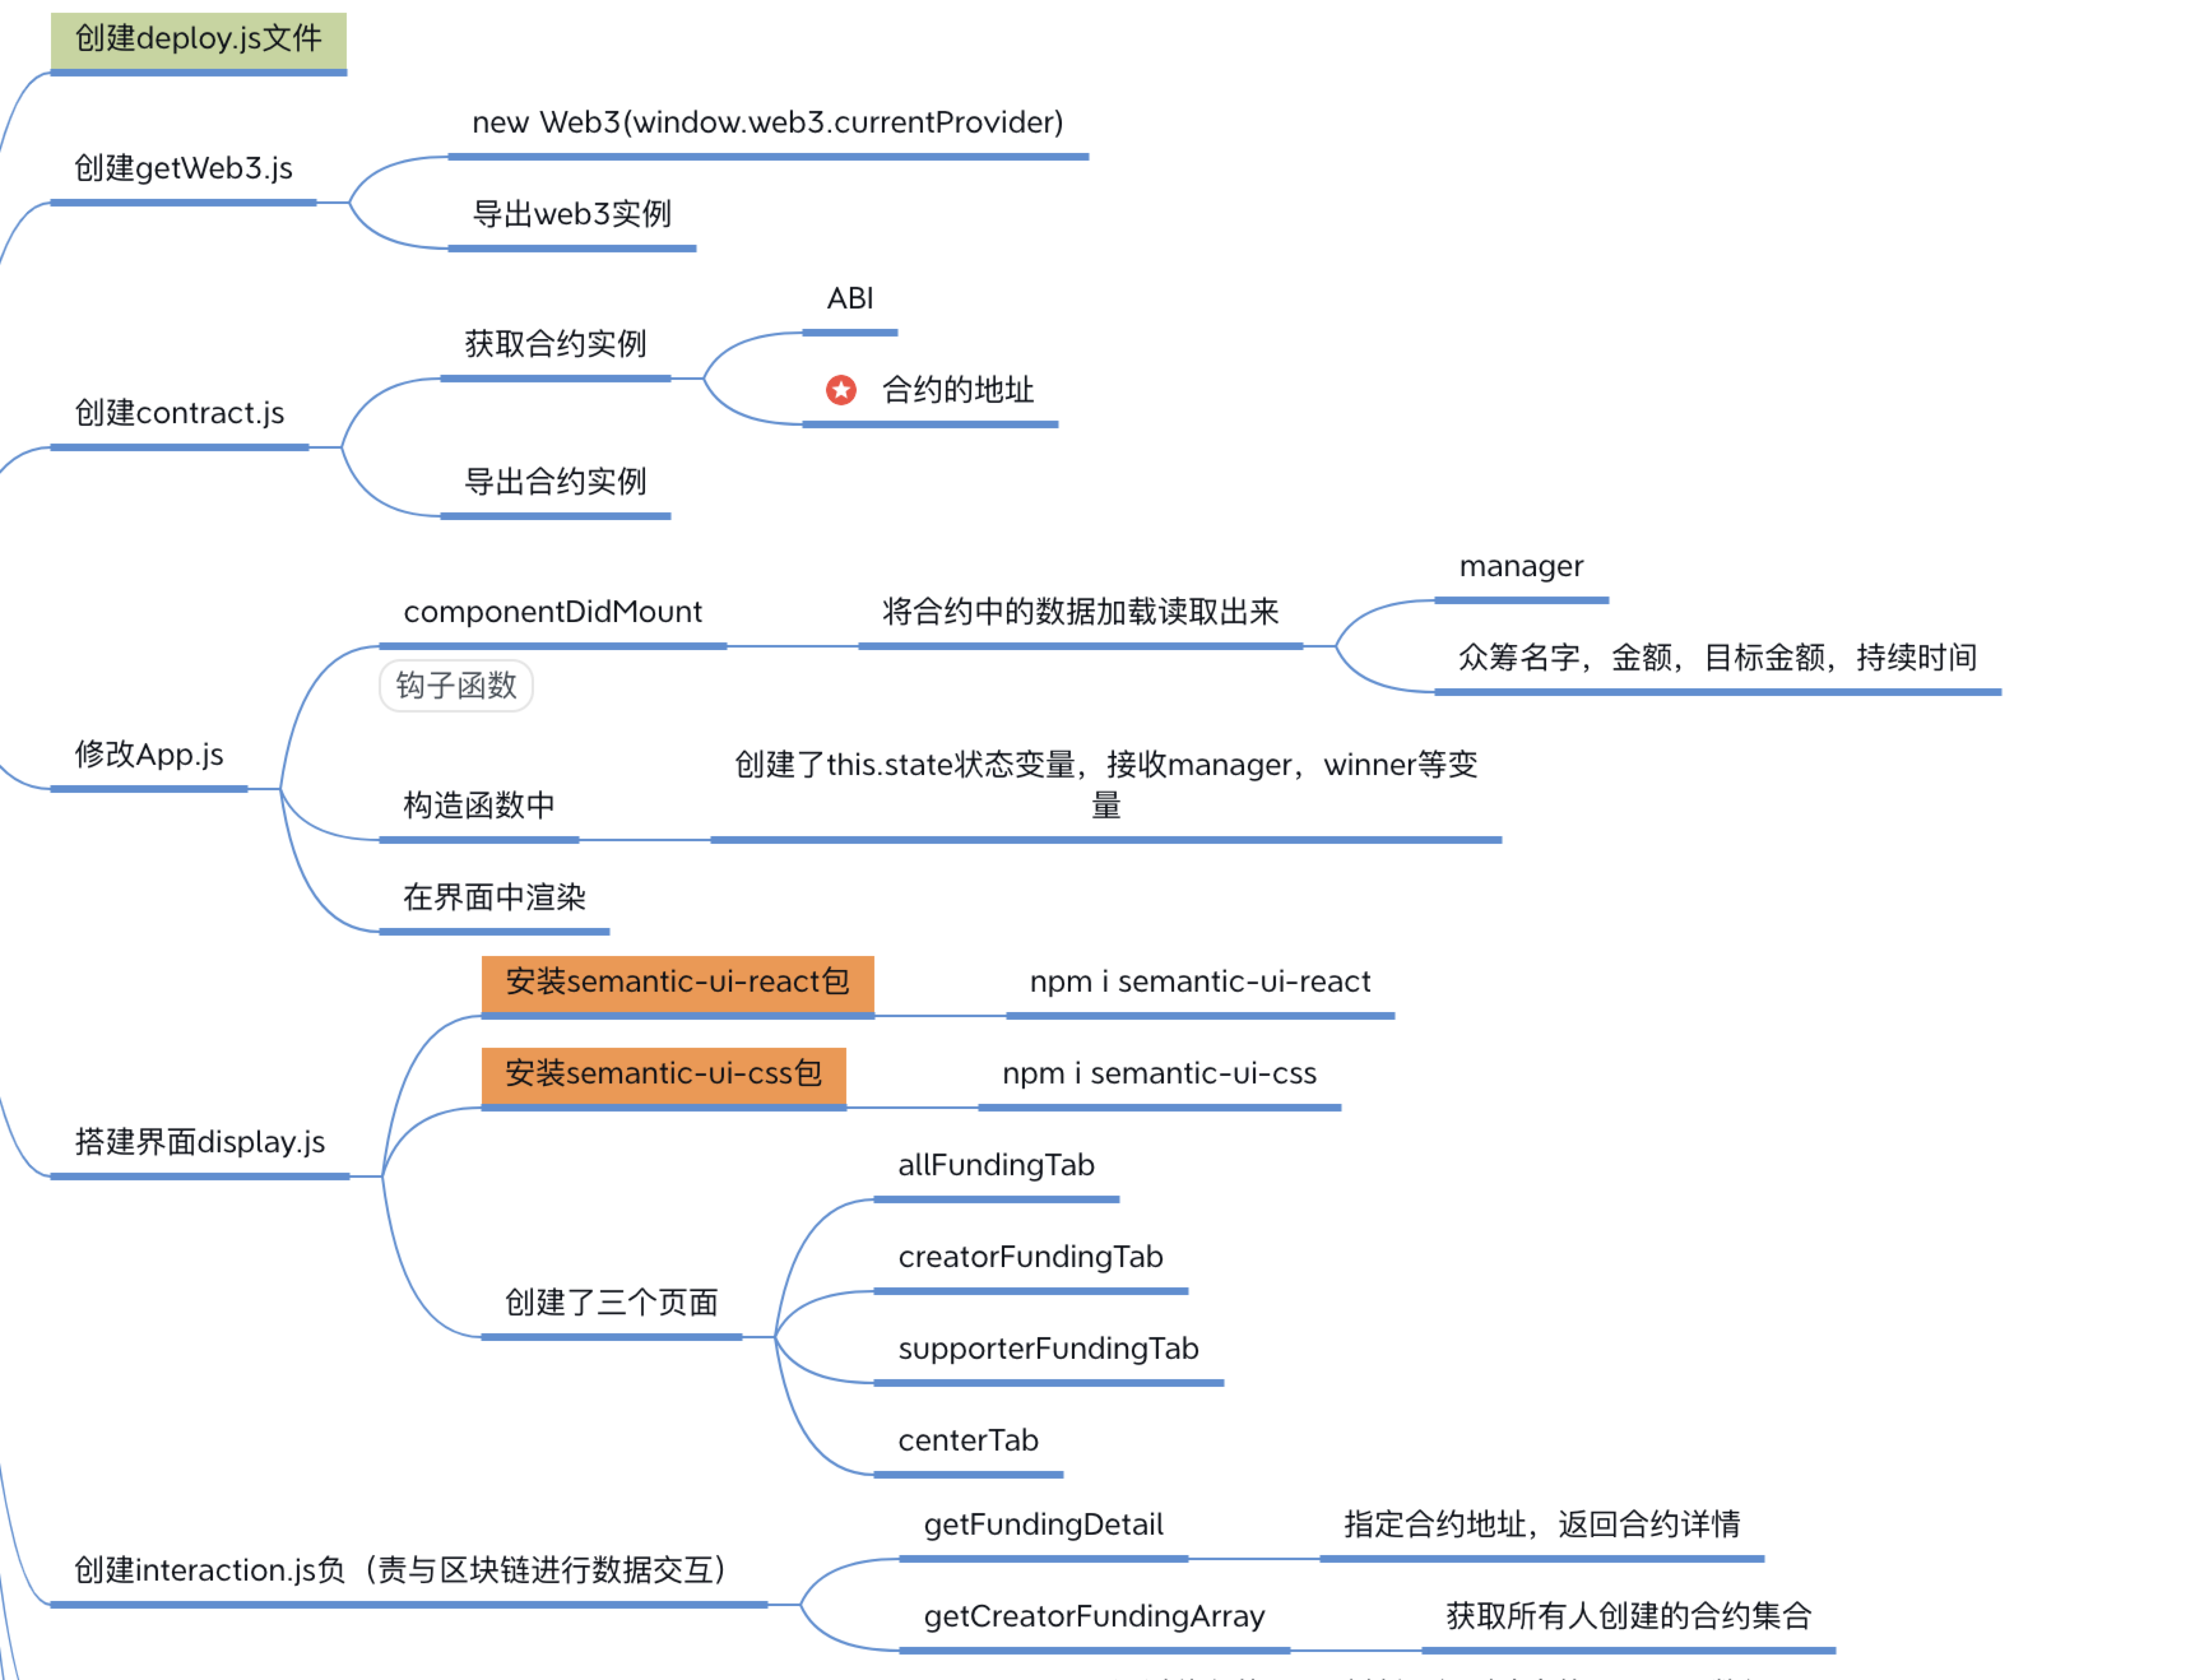 创建deploy.js文件
创建getWeb3.js
new Web3(window.web3.currentProvider)
导出web3实例
创建contract.js
获取合约实例
ABI
合约的地址
导出合约实例
修改App.js
componentDidMount
钩子函数
将合约中的数据加载读取出来
manager
众筹名字，金额，目标金额，持续时间
构造函数中
创建了this.state状态变量，接收manager，winner等变
量
在界面中渲染
搭建界面display.js
安装semantic-ui-react包
npm i semantic-ui-react
安装semantic-ui-css包
npm i semantic-ui-css
创建了三个页面
allFundingTab
creatorFundingTab
supporterFundingTab
centerTab
创建interaction.js负（责与区块链进行数据交互）
getFundingDetail
指定合约地址，返回合约详情
getCreatorFundingArray
获取所有人创建的合约集合